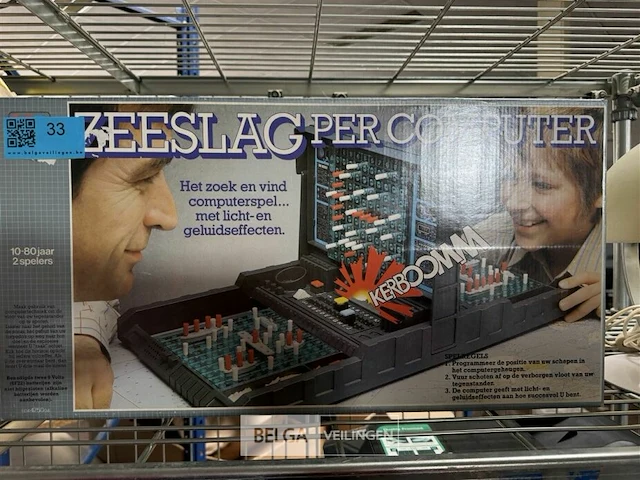 33
www.belgaveilingen.be
ZEESLAG PER COMPUTER
Het zoek en vind
computerspel...
met licht- en
geluidseffecten.
10-80 jaar
2 spelers
KERBOOMM
SPELREGELS
1. Programmeer de positie van uw schepen in
het computergeheugen.
2. Vuur schoten af op de verborgen vloot van uw
tegenstander.
3. De computer geeft met licht- en
geluidseffecten aan hoe succesvol U bent.
BELGA VEILINGEN